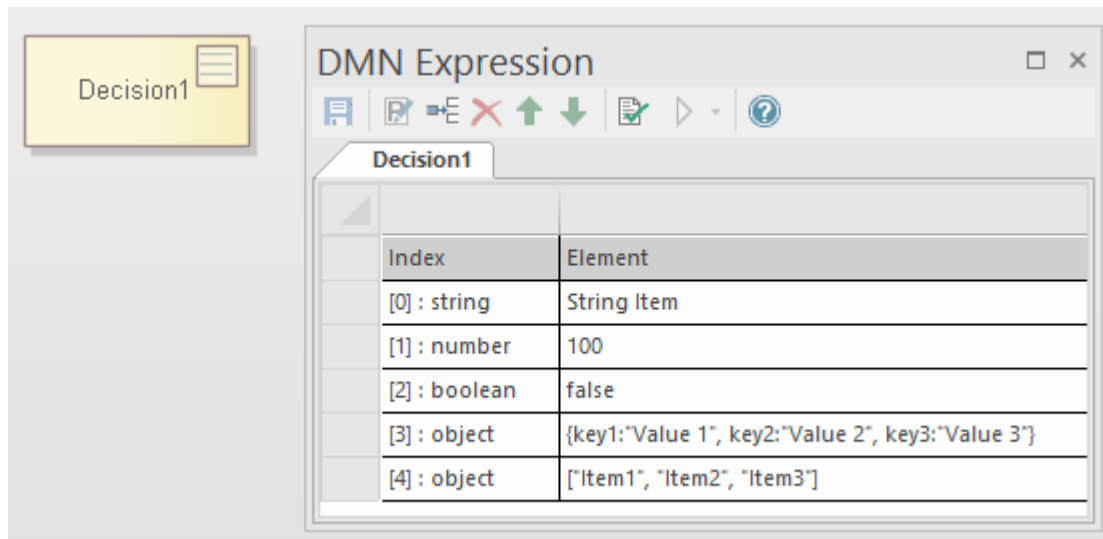 Decision1
DMN Expression
Decision1
Index Element
[0] : string String Item
[1] : number 100
[2] : boolean false
[3] : object {key1:"Value 1", key2:"Value 2", key3:"Value 3"}
[4] : object ["Item1", "Item2", "Item3"]